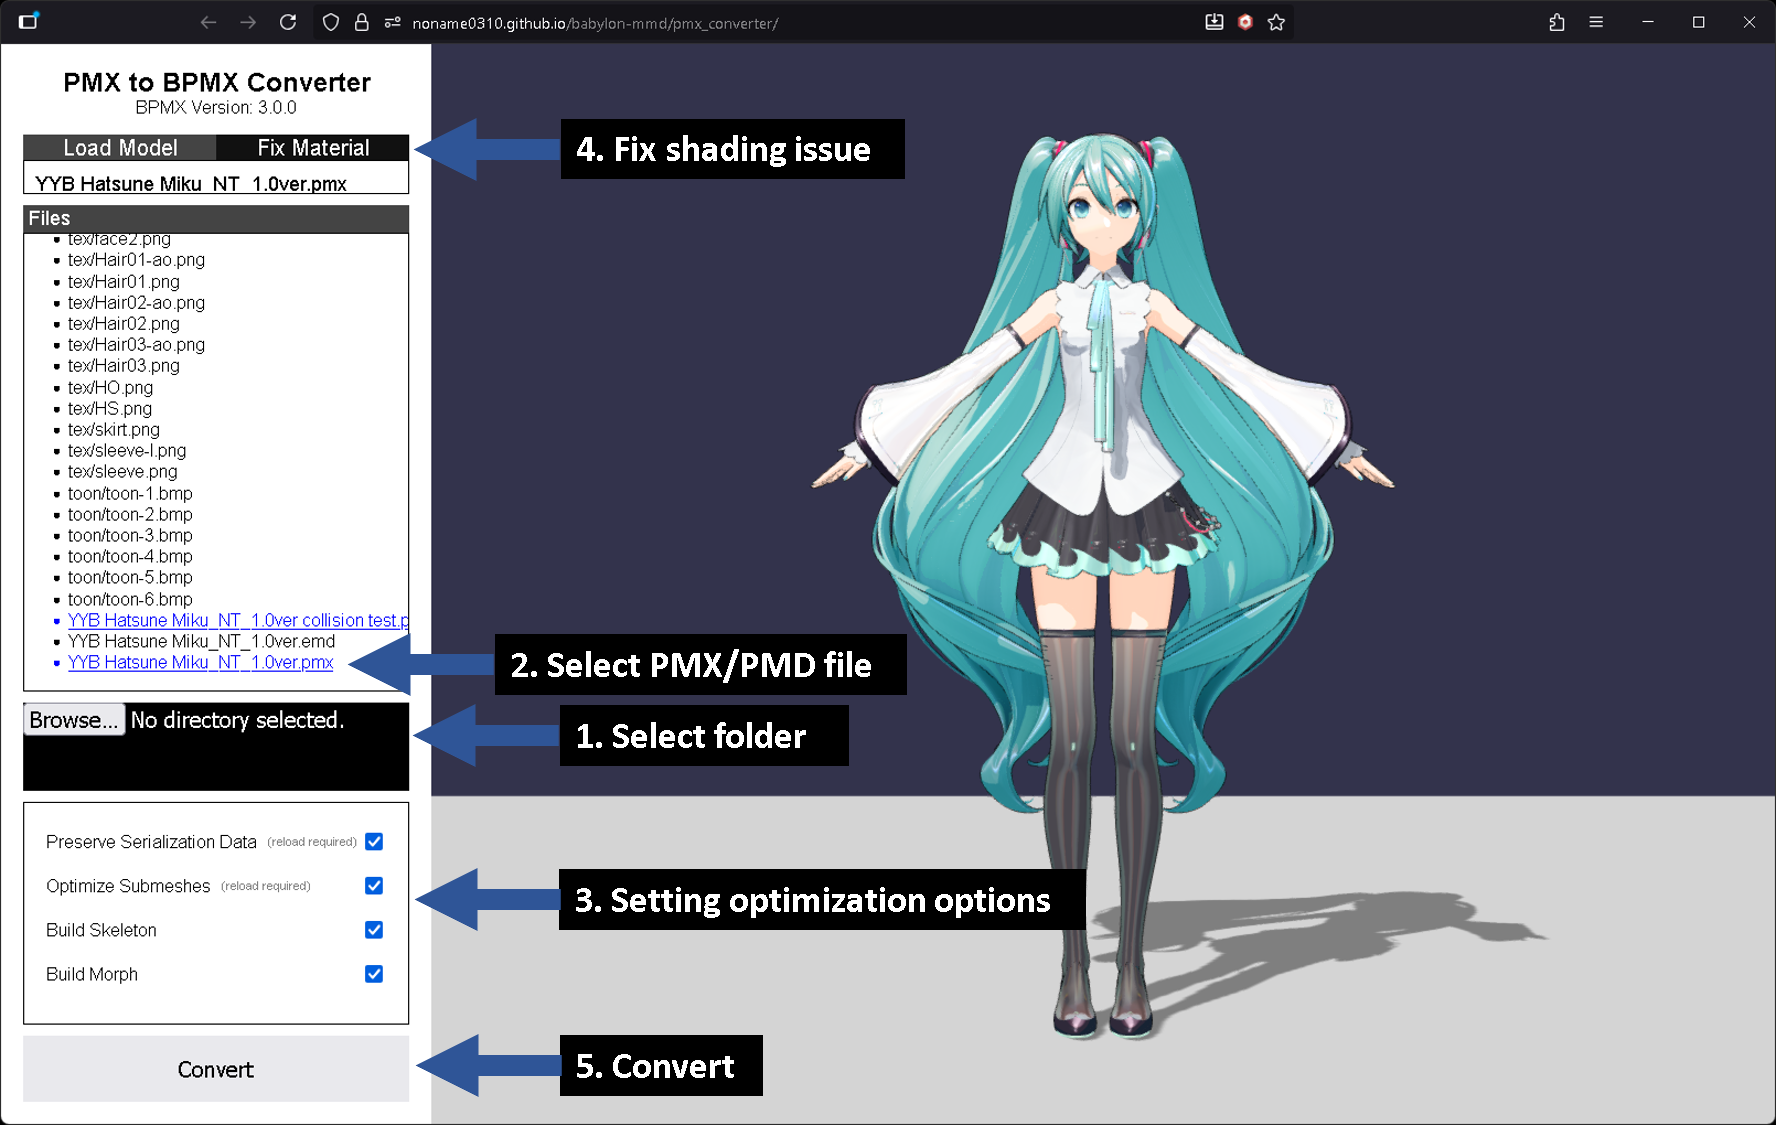 noname0310.github.io/babylon-mmd/pmx_converter/
PMX to BPMX Converter
BPMX Version: 3.0.0
Load Model
Fix Material
YYB Hatsune Miku_NT_1.0ver.pmx
Files
tex/face2.png
tex/Hair01-ao.png
tex/Hair01.png
tex/Hair02-ao.png
tex/Hair02.png
tex/Hair03-ao.png
tex/Hair03.png
tex/HO.png
tex/HS.png
tex/skirt.png
tex/sleeve-l.png
tex/sleeve.png
toon/toon-1.bmp
toon/toon-2.bmp
toon/toon-3.bmp
toon/toon-4.bmp
toon/toon-5.bmp
toon/toon-6.bmp
YYB Hatsune Miku_NT_1.0ver collision test.p
YYB Hatsune Miku_NT_1.0ver.emd
YYB Hatsune Miku_NT_1.0ver.pmx
Browse... No directory selected.
Preserve Serialization Data (reload required)
Optimize Submeshes (reload required)
Build Skeleton
Build Morph
Convert
4. Fix shading issue
2. Select PMX/PMD file
1. Select folder
3. Setting optimization options
5. Convert